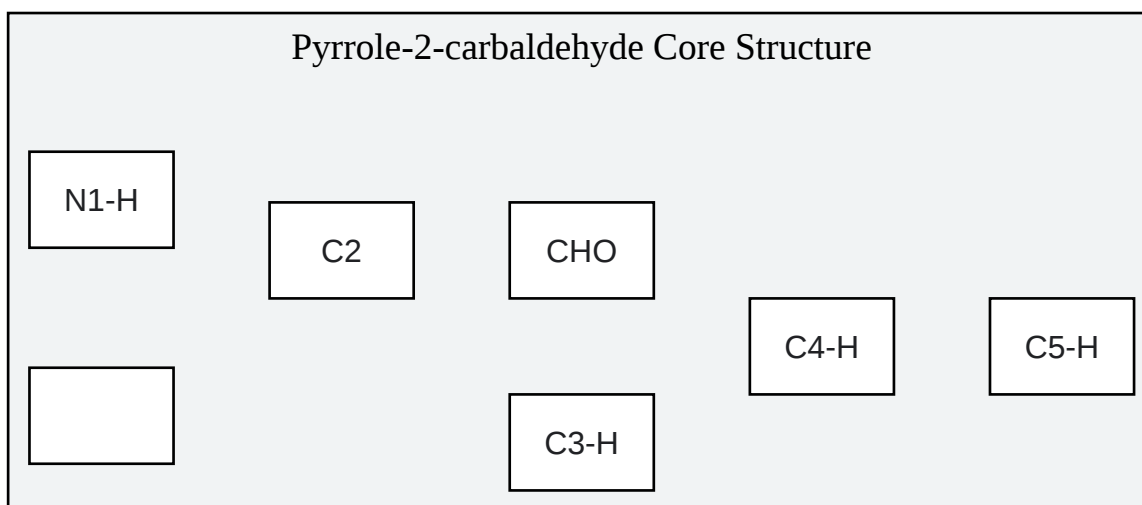 Pyrrole-2-carbaldehyde Core Structure
N1-H
C2
CHO
C4-H
C5-H
C3-H